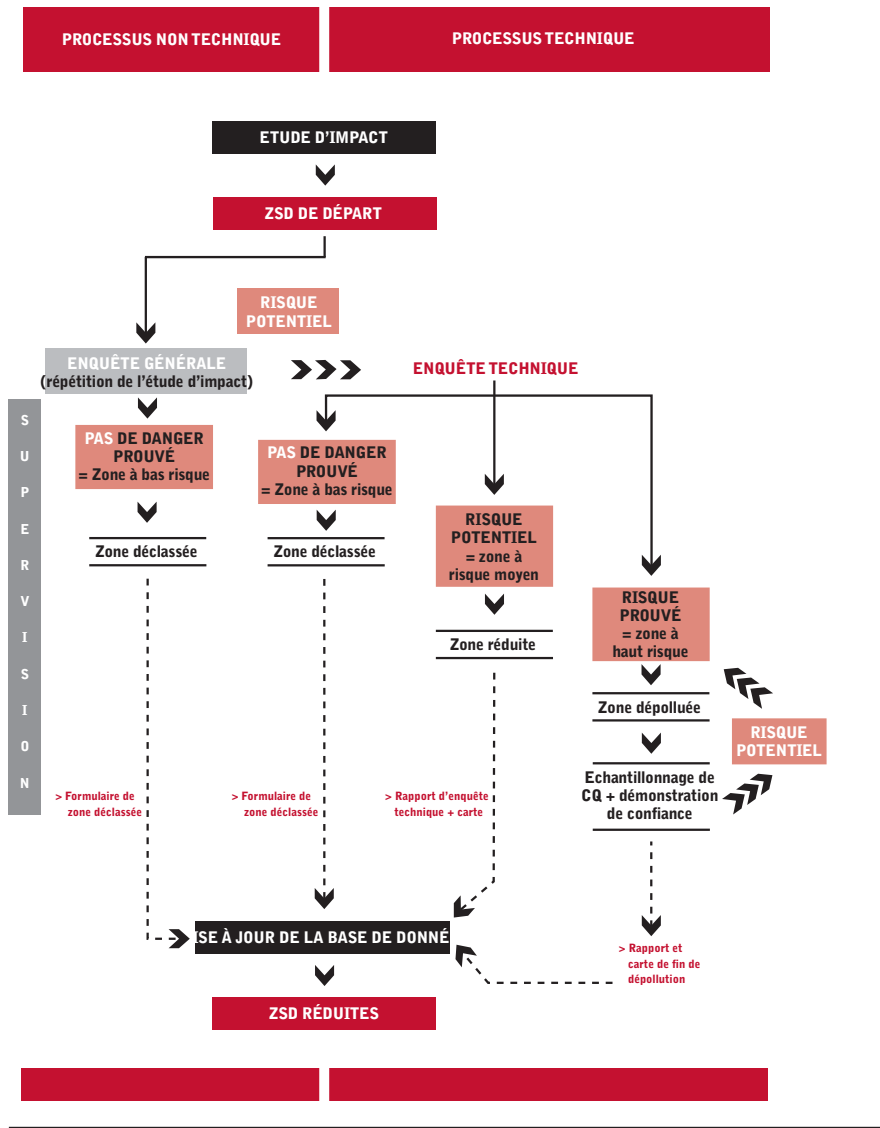 PROCESSUS NON TECHNIQUE
PROCESSUS TECHNIQUE
ETUDE D'IMPACT
ZSD DE DÉPART
RISQUE
POTENTIEL
ENQUÊTE GÉNÉRALE
(répétition de l'étude d'impact)
ENQUÊTE TECHNIQUE
SUPERVISION
PAS DE DANGER
PROUVÉ
= Zone à bas risque
Zone déclassée
PAS DE DANGER
PROUVÉ
= Zone à bas risque
Zone déclassée
RISQUE
POTENTIEL
= zone à
risque moyen
Zone réduite
RISQUE
PROUVÉ
= zone à
haut risque
Zone dépolluée
RISQUE
POTENTIEL
Echantillonnage de
CQ + démonstration
de confiance
> Formulaire de
zone déclassée
> Formulaire de
zone déclassée
> Rapport d'enquête
technique + carte
ISE À JOUR DE LA BASE DE DONNÉ
> Rapport et
carte de fin de
dépollution
ZSD RÉDUITES